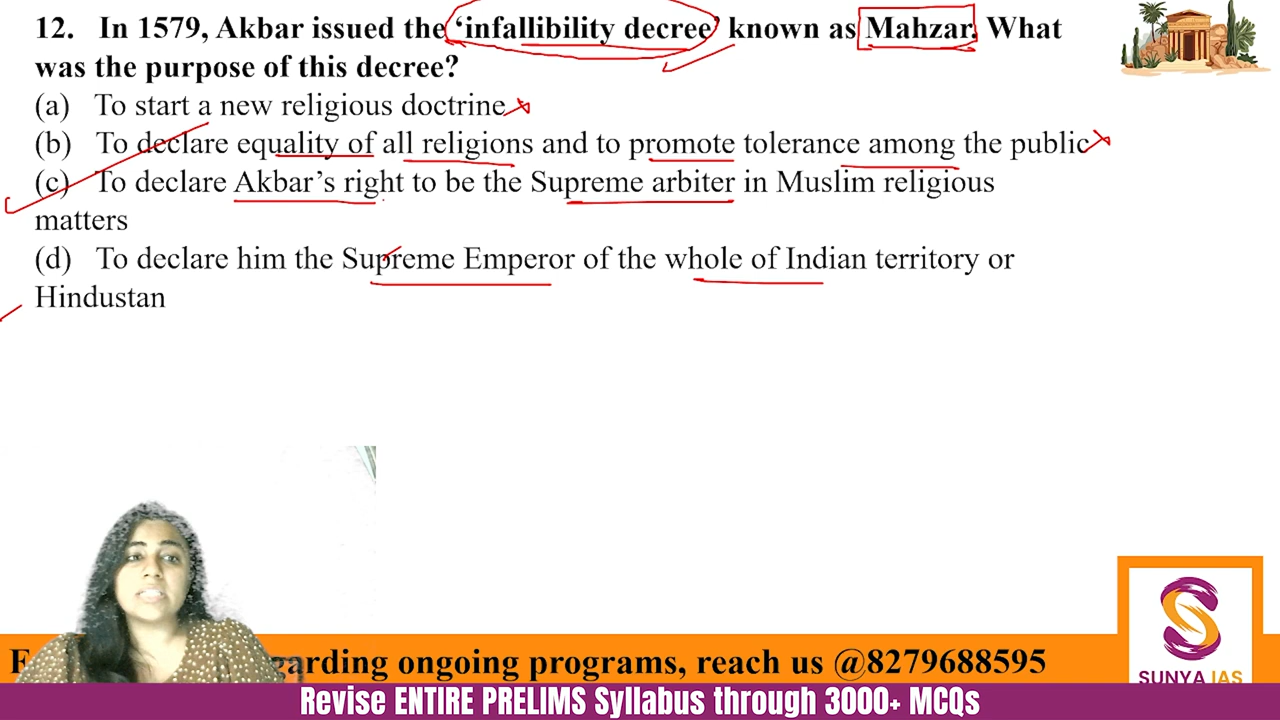 12. In 1579, Akbar issued the ‘infallibility decree’ known as Mahzar. What
was the purpose of this decree?
(a) To start a new religious doctrine
(b) To declare equality of all religions and to promote tolerance among the public
(c) To declare Akbar’s right to be the Supreme arbiter in Muslim religious
matters
(d) To declare him the Supreme Emperor of the whole of Indian territory or
Hindustan
garding ongoing programs, reach us @8279688595
SUNYA IAS
Revise ENTIRE PRELIMS Syllabus through 3000+ MCQs